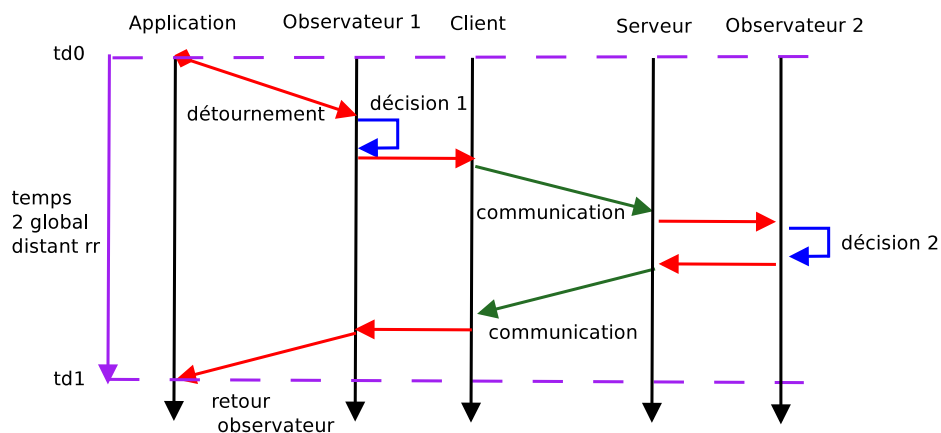 Application
Observateur 1
Client
Serveur
Observateur 2
td0
décision 1
détournement
temps
2 global
distant rr
communication
décision 2
communication
td1
retour
observateur